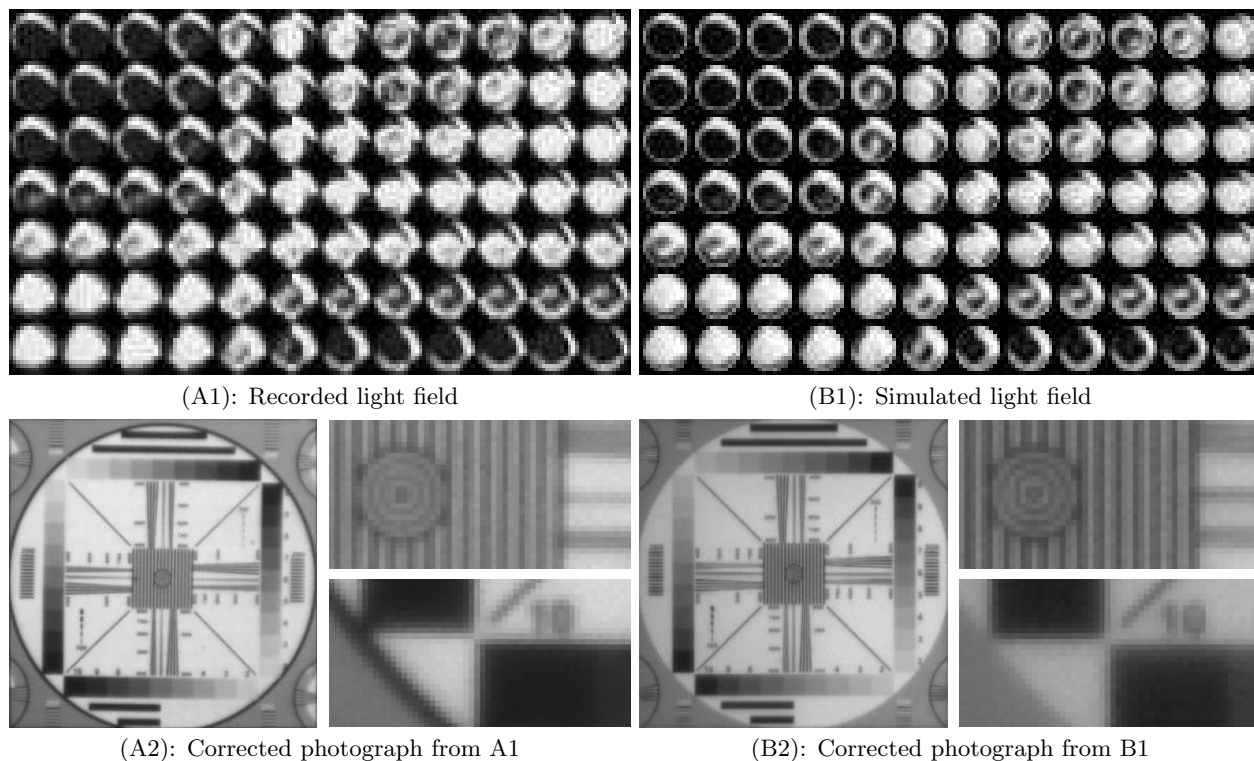 (A1): Recorded light field
(B1): Simulated light field
(A2): Corrected photograph from A1
(B2): Corrected photograph from B1